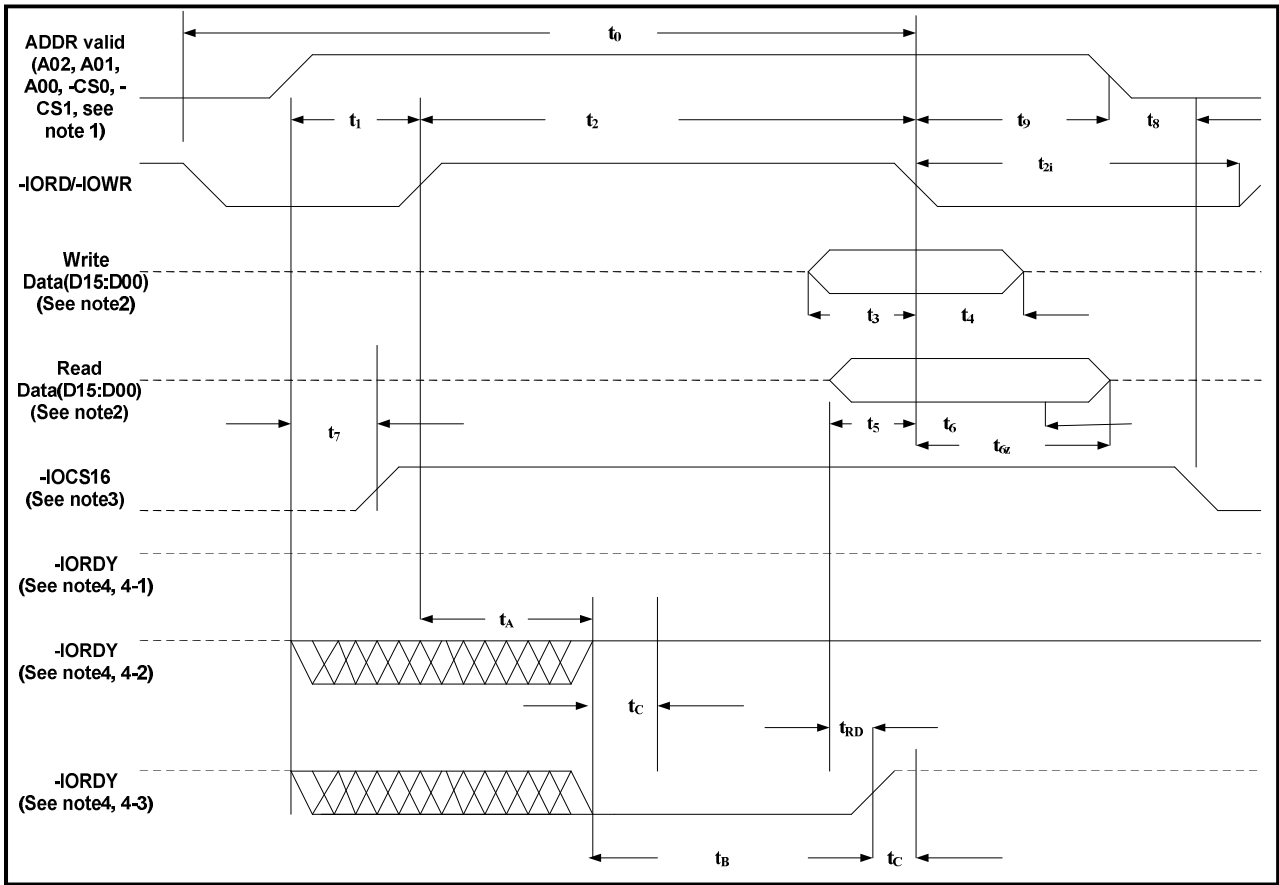 t0
ADDR valid
(A02, A01,
A00, -CS0, -
CS1, see
note 1)
t1
t2
t9
t8
-IORD/-IOWR
t2i
Write
Data(D15:D00)
(See note2)
t3
t4
Read
Data(D15:D00)
(See note2)
t7
t5
t6
t6z
-IOCS16
(See note3)
-IORDY
(See note4, 4-1)
tA
-IORDY
(See note4, 4-2)
tC
tRD
-IORDY
(See note4, 4-3)
tB
tC